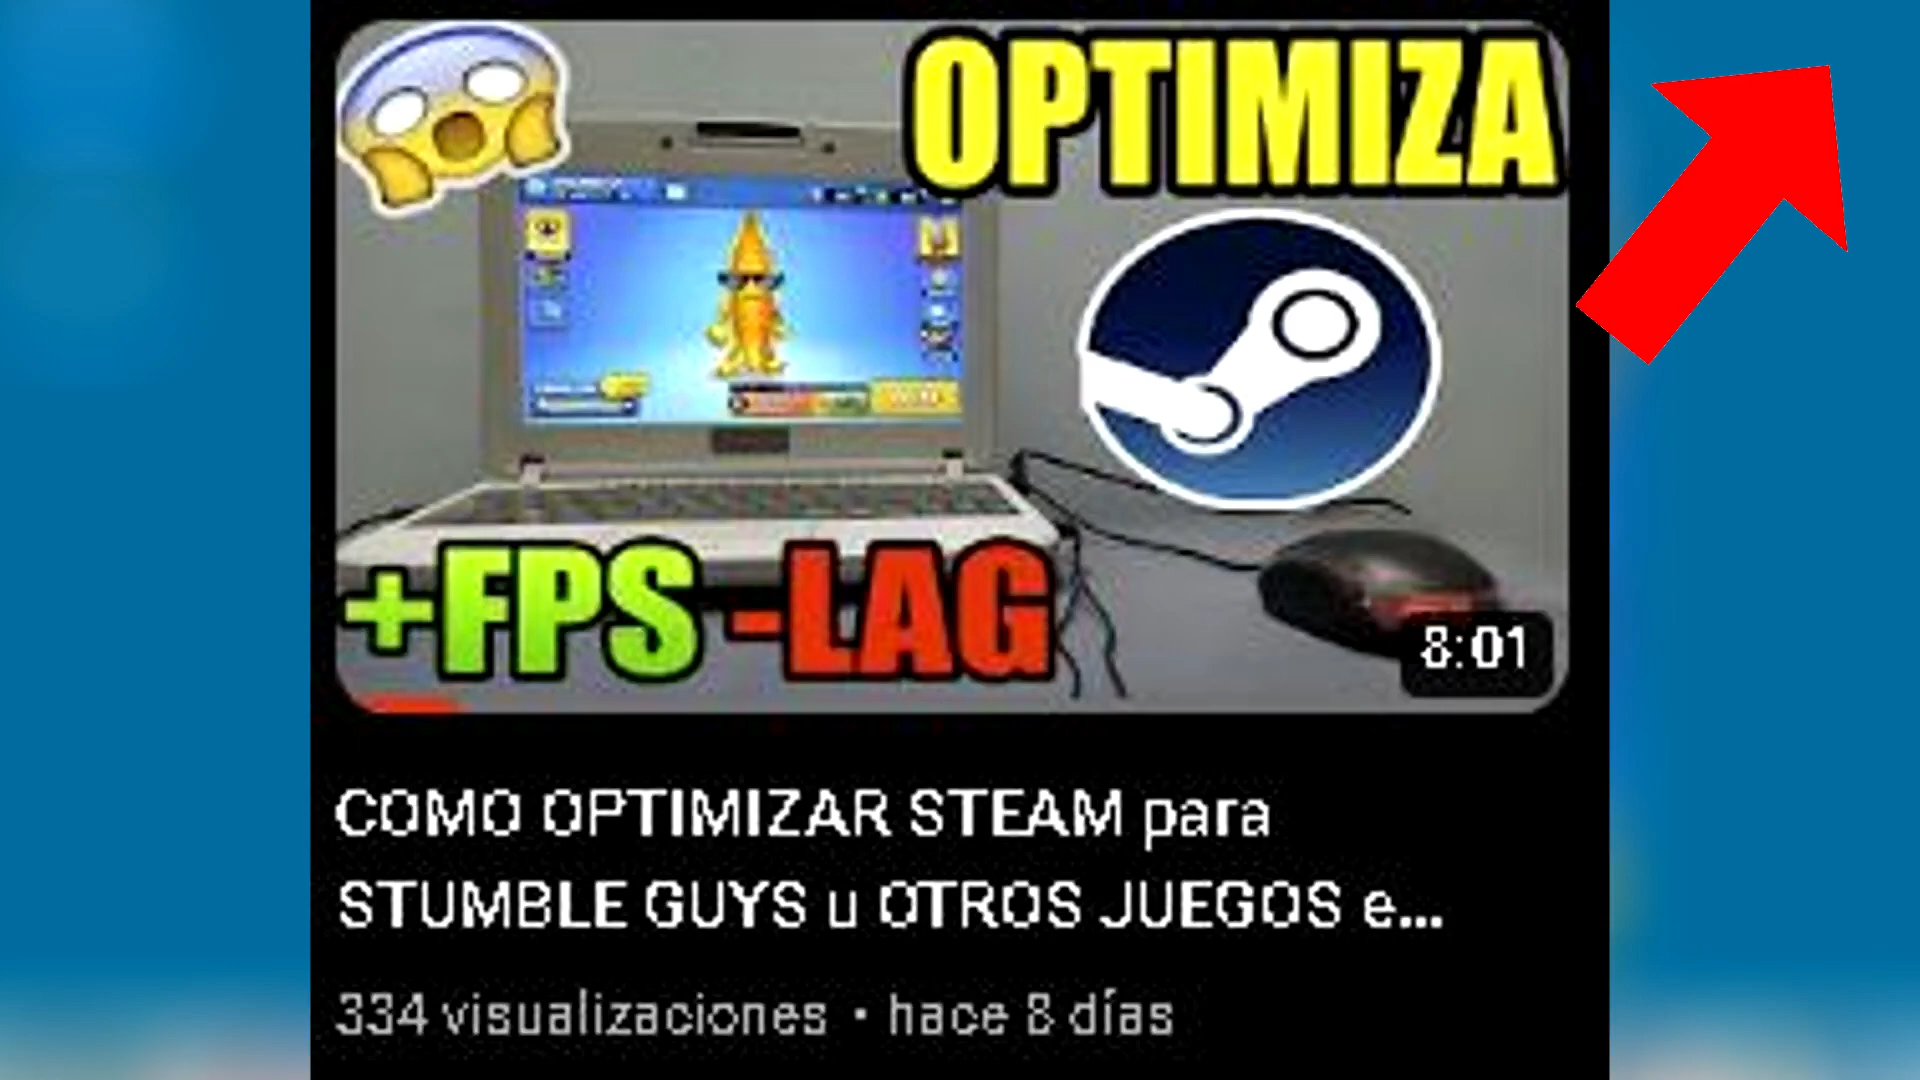 OPTIMIZA
+FPS -LAG
8:01
COMO OPTIMIZAR STEAM para
STUMBLE GUYS u OTROS JUEGOS e...
334 visualizaciones • hace 8 días